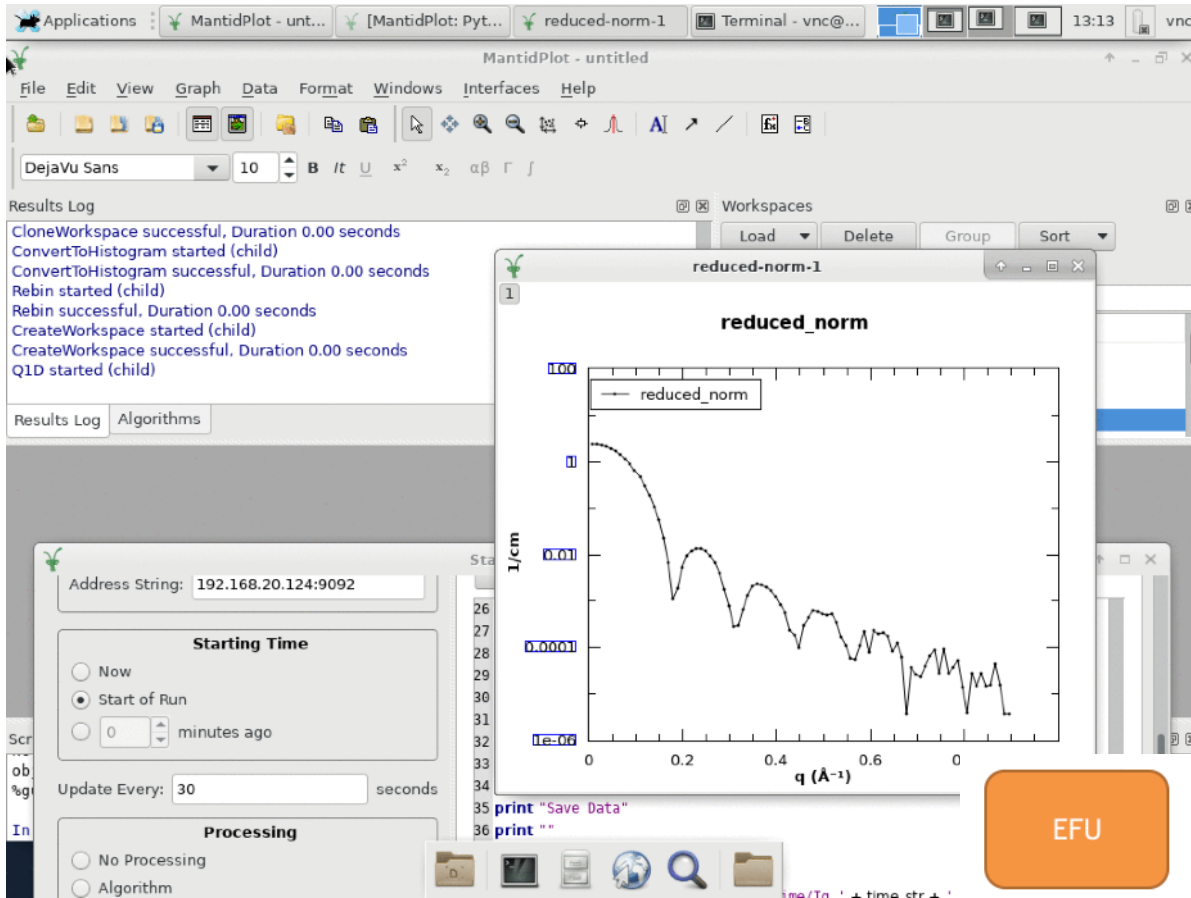 Applications
MantidPlot - unt...
[MantidPlot: Pyt...
reduced-norm-1
Terminal - vnc@...
13:13
vnc
MantidPlot - untitled
File Edit View Graph Data Format Windows Interfaces Help
DejaVu Sans 10 B It U x² x₂ αβ Γ ∫
Results Log
CloneWorkspace successful, Duration 0.00 seconds
ConvertToHistogram started (child)
ConvertToHistogram successful, Duration 0.00 seconds
Rebin started (child)
Rebin successful, Duration 0.00 seconds
CreateWorkspace started (child)
CreateWorkspace successful, Duration 0.00 seconds
Q1D started (child)
Results Log Algorithms
Workspaces
Load Delete Group Sort
reduced-norm-1
1
reduced_norm
reduced_norm
100
1
0.01
0.0001
1e-06
1/cm
0 0.2 0.4 0.6
q (Å⁻¹)
Address String: 192.168.20.124:9092
Starting Time
Now
Start of Run
0 minutes ago
Update Every: 30 seconds
Processing
No Processing
Algorithm
26
27
28
29
30
31
32
33
34
35 print "Save Data"
36 print ""
' + time_str + '
In
EFU